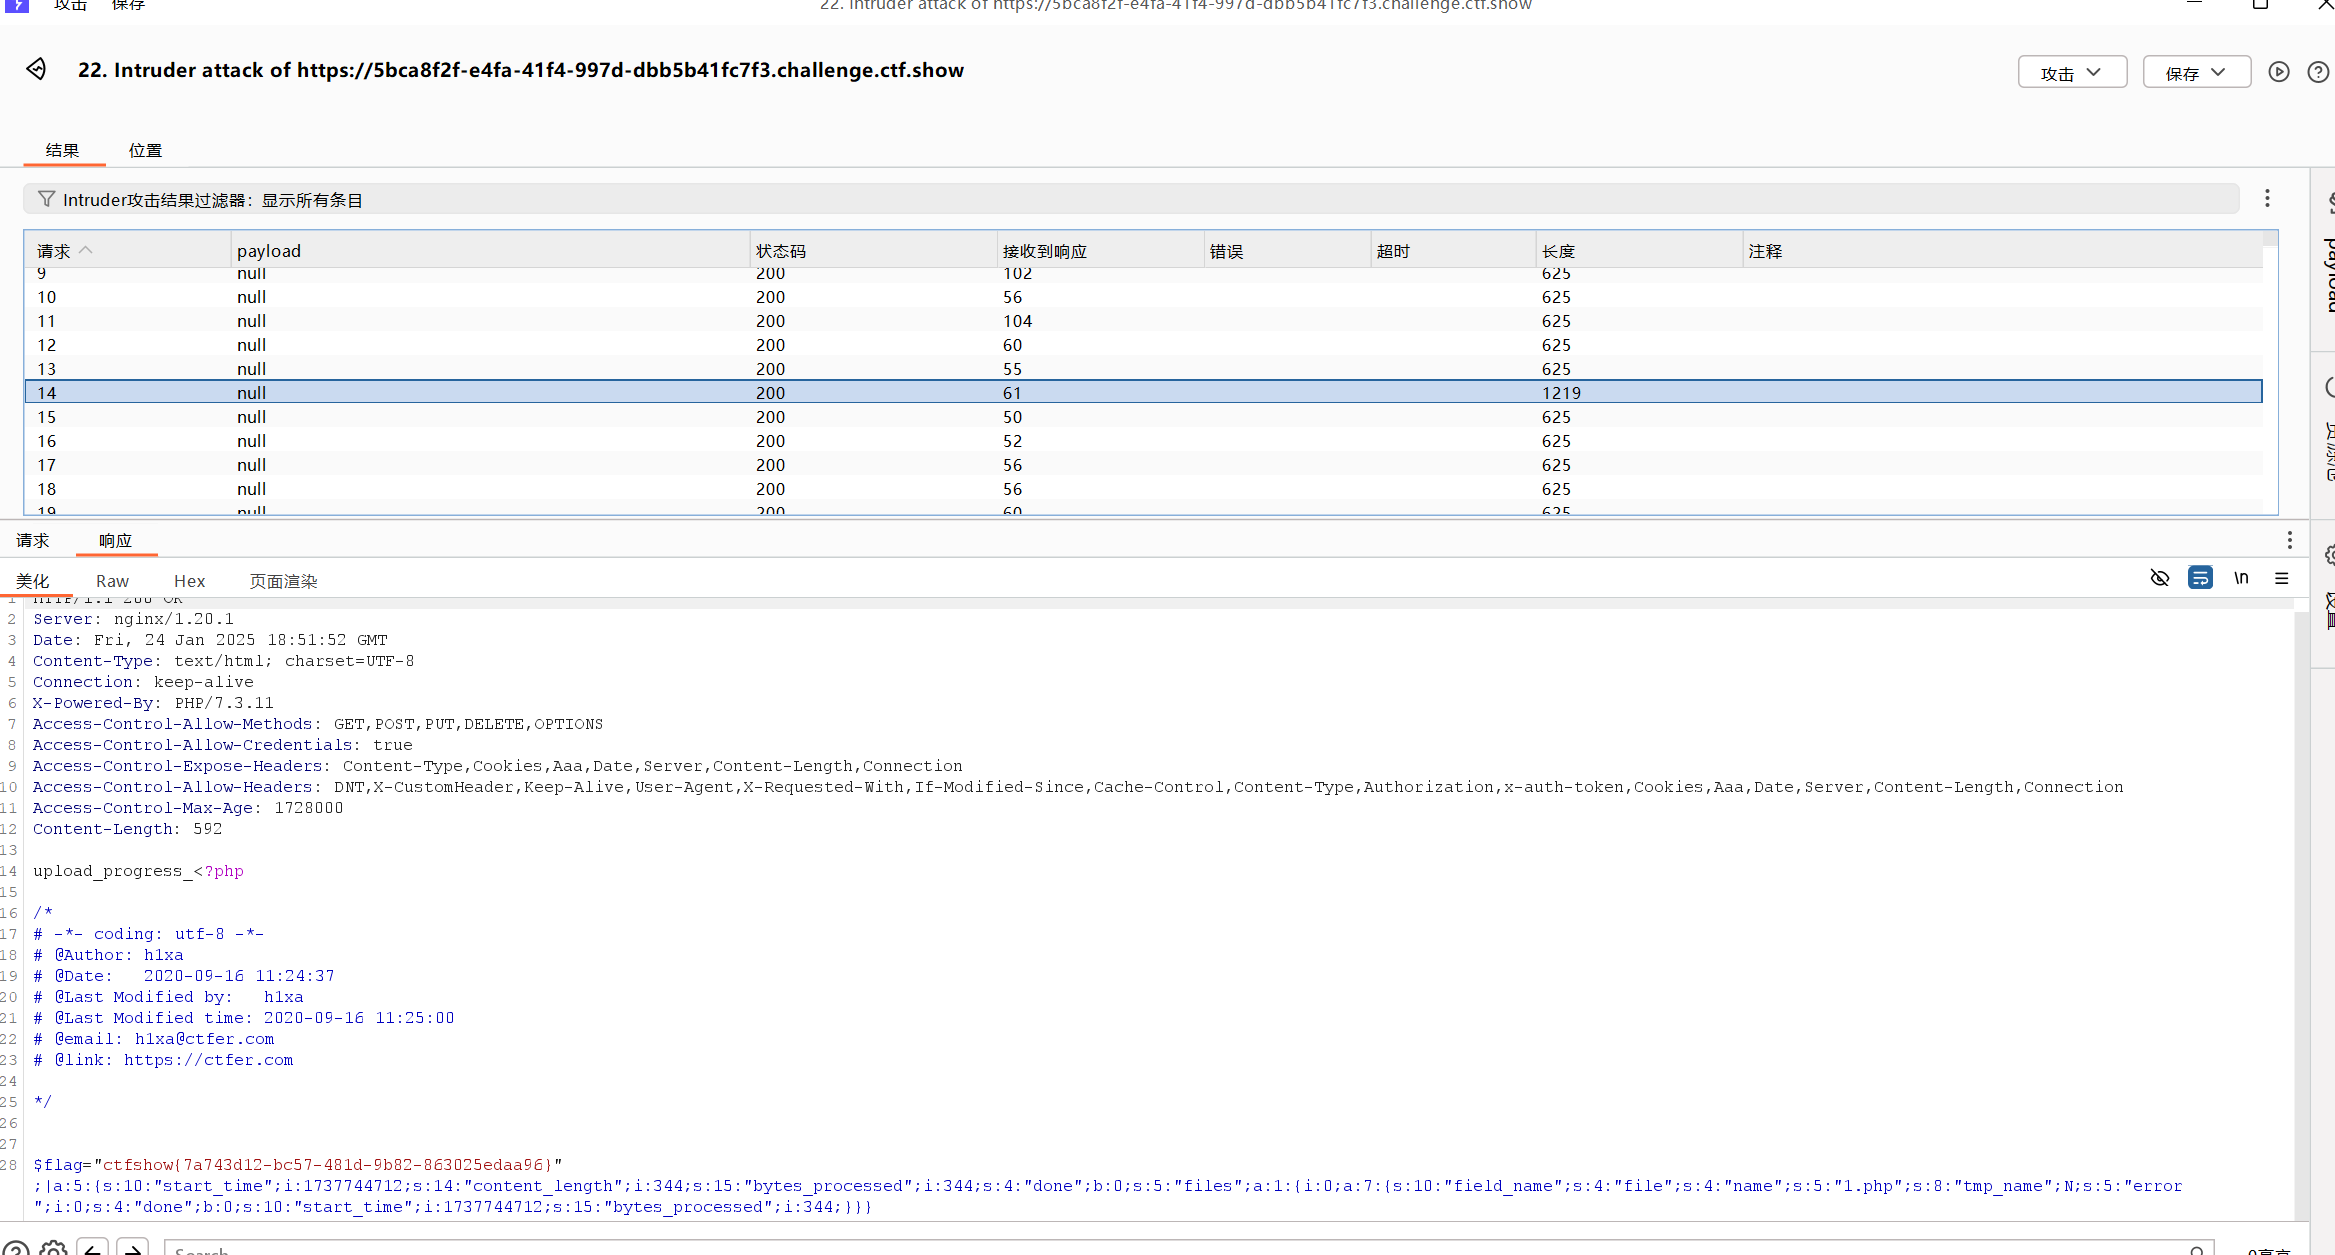 攻击 保存
22. Intruder attack of https://5bca8f2f-e4fa-41f4-997d-dbb5b41fc7f3.challenge.ctf.show
22. Intruder attack of https://5bca8f2f-e4fa-41f4-997d-dbb5b41fc7f3.challenge.ctf.show
攻击 保存
结果 位置
Intruder攻击结果过滤器：显示所有条目
请求 payload 状态码 接收到响应 错误 超时 长度 注释
9 null 200 102 625
10 null 200 56 625
11 null 200 104 625
12 null 200 60 625
13 null 200 55 625
14 null 200 61 1219
15 null 200 50 625
16 null 200 52 625
17 null 200 56 625
18 null 200 56 625
19 null 200 60 625
payload
请求 响应
美化 Raw Hex 页面渲染
\n
1 HTTP/1.1 200 OK
2 Server: nginx/1.20.1
3 Date: Fri, 24 Jan 2025 18:51:52 GMT
4 Content-Type: text/html; charset=UTF-8
5 Connection: keep-alive
6 X-Powered-By: PHP/7.3.11
7 Access-Control-Allow-Methods: GET,POST,PUT,DELETE,OPTIONS
8 Access-Control-Allow-Credentials: true
9 Access-Control-Expose-Headers: Content-Type,Cookies,Aaa,Date,Server,Content-Length,Connection
10 Access-Control-Allow-Headers: DNT,X-CustomHeader,Keep-Alive,User-Agent,X-Requested-With,If-Modified-Since,Cache-Control,Content-Type,Authorization,x-auth-token,Cookies,Aaa,Date,Server,Content-Length,Connection
11 Access-Control-Max-Age: 1728000
12 Content-Length: 592
13
14 upload_progress_<?php
15
16 /*
17 # -*- coding: utf-8 -*-
18 # @Author: h1xa
19 # @Date:   2020-09-16 11:24:37
20 # @Last Modified by:   h1xa
21 # @Last Modified time: 2020-09-16 11:25:00
22 # @email: h1xa@ctfer.com
23 # @link: https://ctfer.com
24
25 */
26
27
28 $flag="ctfshow{7a743d12-bc57-481d-9b82-863025edaa96}"
;|a:5:{s:10:"start_time";i:1737744712;s:14:"content_length";i:344;s:15:"bytes_processed";i:344;s:4:"done";b:0;s:5:"files";a:1:{i:0;a:7:{s:10:"field_name";s:4:"file";s:4:"name";s:5:"1.php";s:8:"tmp_name";N;s:5:"error
";i:0;s:4:"done";b:0;s:10:"start_time";i:1737744712;s:15:"bytes_processed";i:344;}}}
Search
0高亮